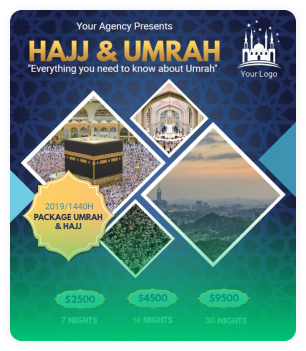 Your Agency Presents
HAJJ & UMRAH
"Everything you need to know about Umrah"
Your Logo
2019/1440H
PACKAGE UMRAH
& HAJJ
$2500
$4500
$9500
7 NIGHTS
14 NIGHTS
30 NIGHTS